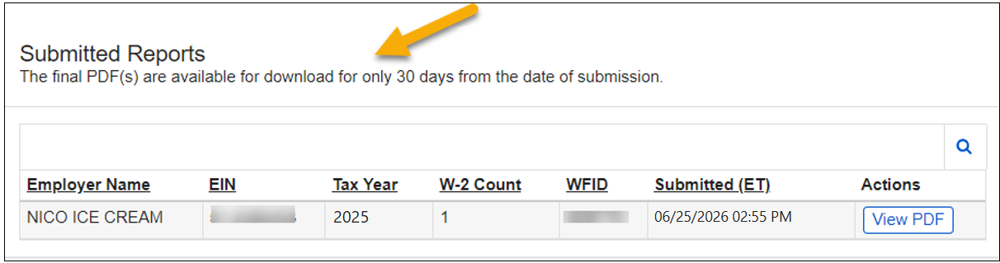 Submitted Reports
The final PDF(s) are available for download for only 30 days from the date of submission.
Employer Name EIN Tax Year W-2 Count WFID Submitted (ET) Actions
NICO ICE CREAM 2025 1 06/25/2026 02:55 PM View PDF